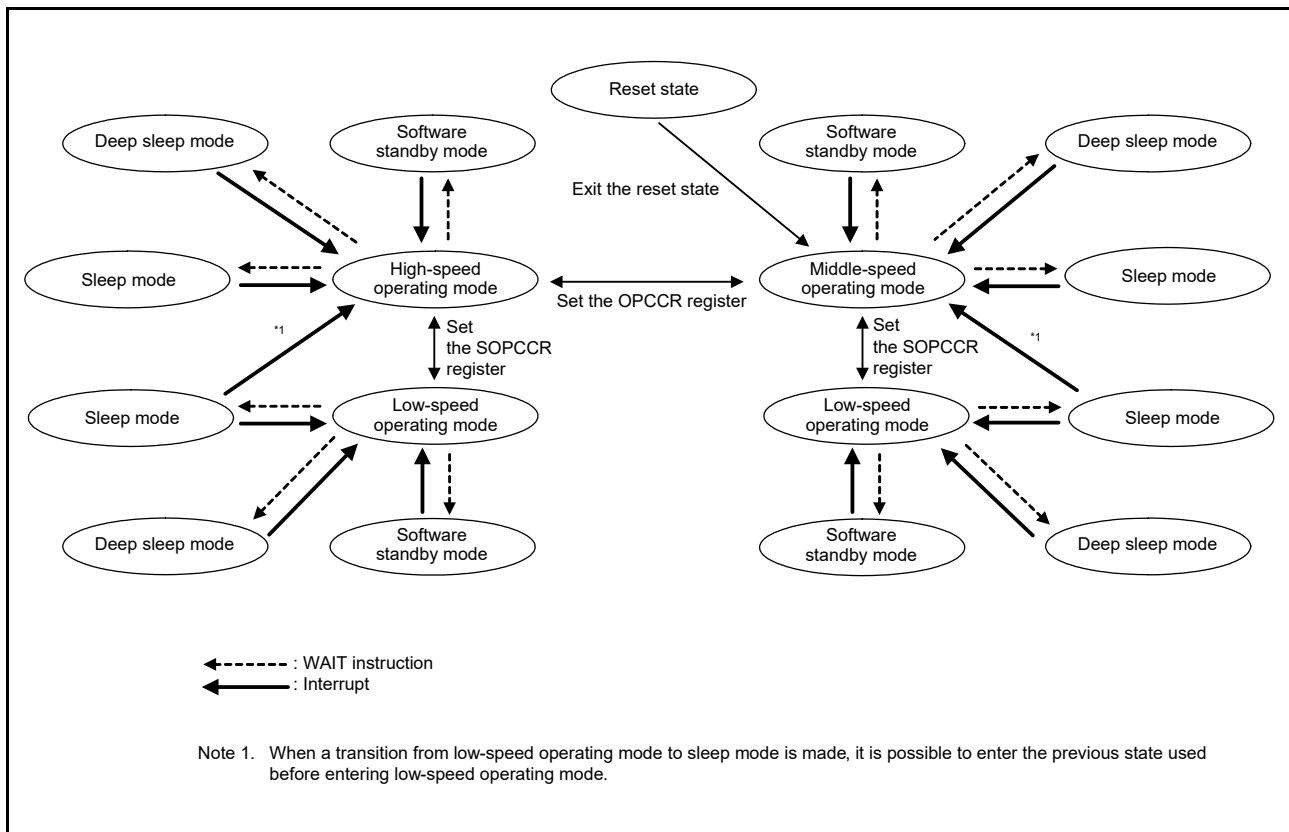 Reset state
Deep sleep mode
Software
standby mode
Software
standby mode
Deep sleep mode
Exit the reset state
Sleep mode
High-speed
operating mode
Set the OPCCR register
Middle-speed
operating mode
Sleep mode
*1
Set
the SOPCCR
register
Set
the SOPCCR
register
*1
Sleep mode
Low-speed
operating mode
Low-speed
operating mode
Sleep mode
Deep sleep mode
Software
standby mode
Software
standby mode
Deep sleep mode
: WAIT instruction
: Interrupt
Note 1. When a transition from low-speed operating mode to sleep mode is made, it is possible to enter the previous state used
before entering low-speed operating mode.